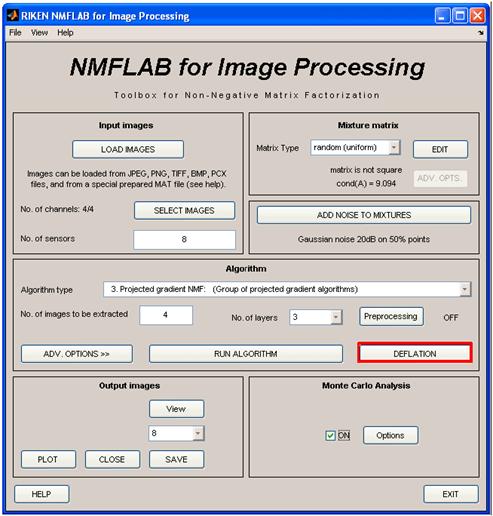 RIKEN NMFLAB for Image Processing
File View Help
NMFLAB for Image Processing
Toolbox for Non-Negative Matrix Factorization
Input images
LOAD IMAGES
Images can be loaded from JPEG, PNG, TIFF, BMP, PCX
files, and from a special prepared MAT file (see help).
No. of channels: 4/4 SELECT IMAGES
No. of sensors 8
Mixture matrix
Matrix Type random (uniform) EDIT
matrix is not square
cond(A) = 9.094 ADV. OPTS.
ADD NOISE TO MIXTURES
Gaussian noise 20dB on 50% points
Algorithm
Algorithm type 3. Projected gradient NMF: (Group of projected gradient algorithms)
No. of images to be extracted 4 No. of layers 3 Preprocessing OFF
ADV. OPTIONS >> RUN ALGORITHM DEFLATION
Output images
View
8
PLOT CLOSE SAVE
Monte Carlo Analysis
ON Options
HELP EXIT